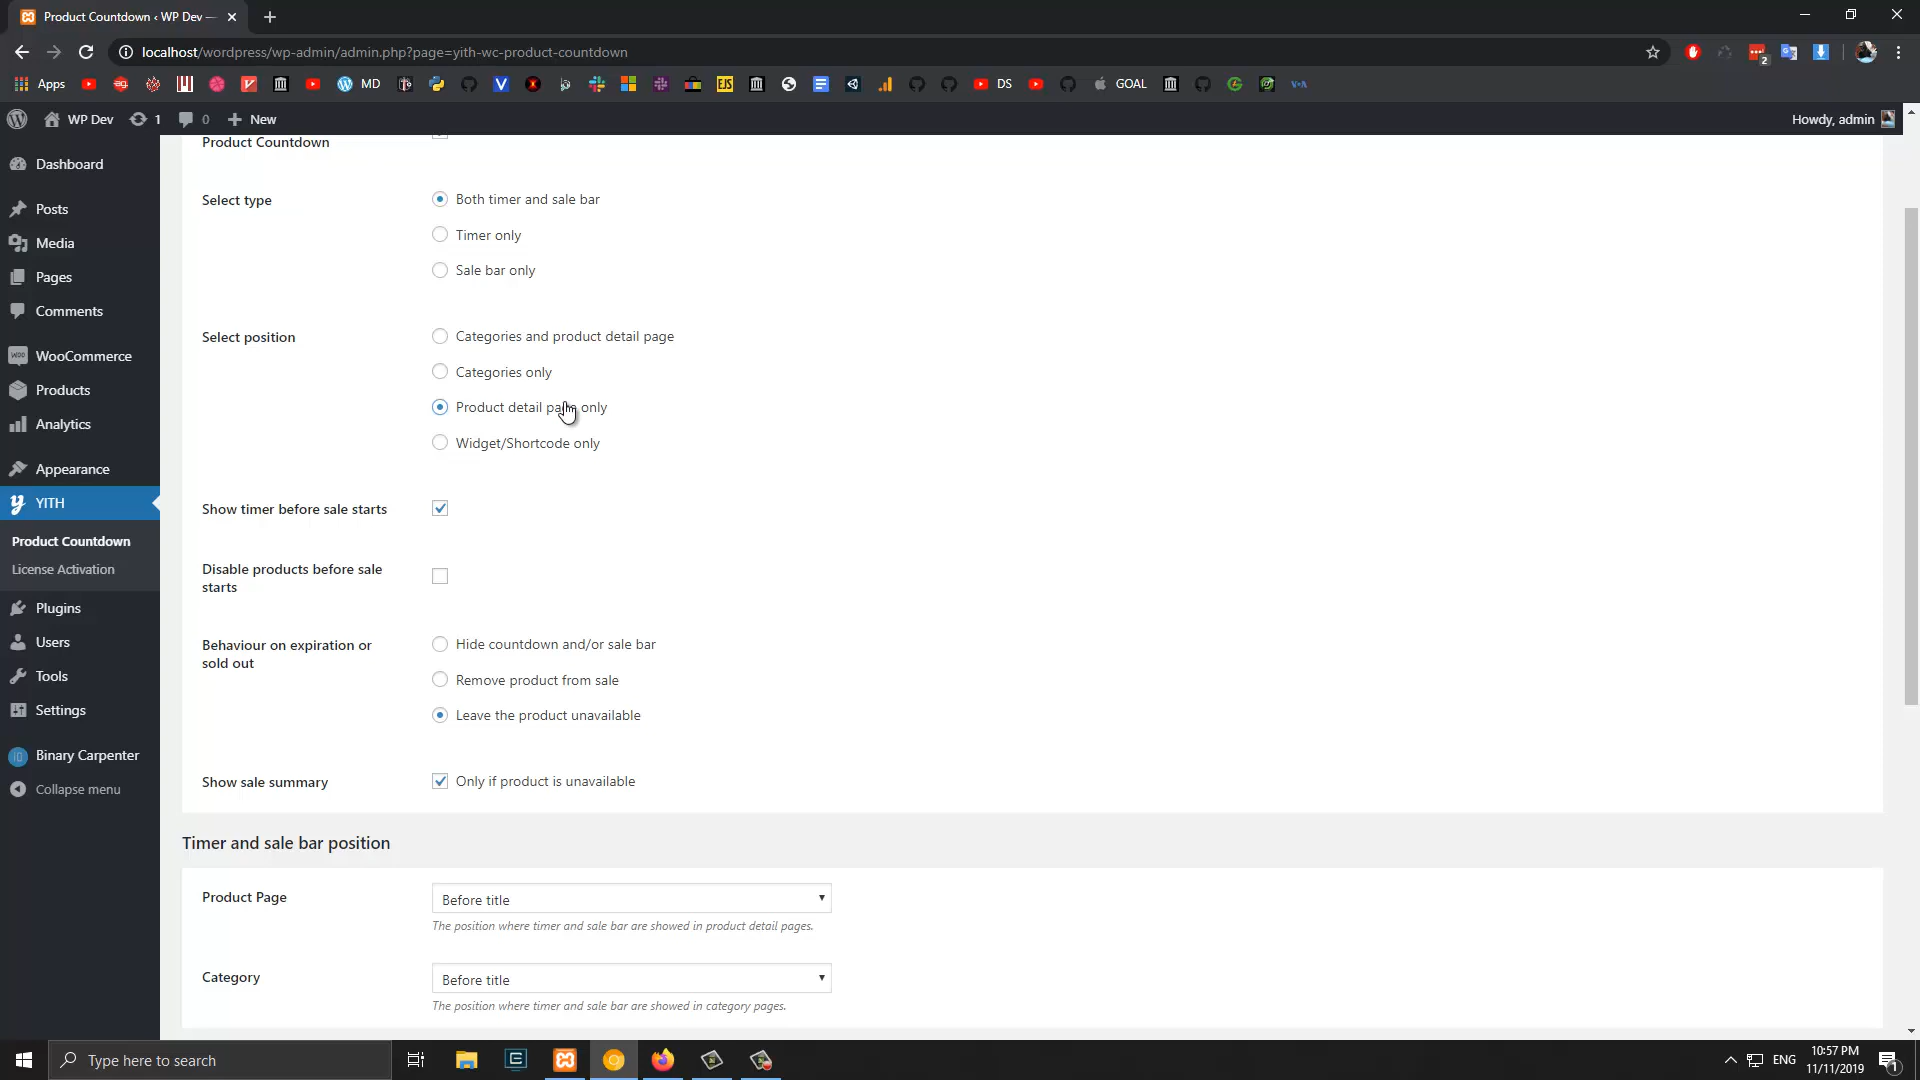 Product Countdown ‹ WP Dev —
localhost/wordpress/wp-admin/admin.php?page=yith-wc-product-countdown
2
Apps
MD
EJS
DS
GOAL
WP Dev
1
0
New
Howdy, admin
Dashboard
Posts
Media
Pages
Comments
WooCommerce
Products
Analytics
Appearance
YITH
Product Countdown
License Activation
Plugins
Users
Tools
Settings
Binary Carpenter
Collapse menu
Product Countdown
Select type
Both timer and sale bar
Timer only
Sale bar only
Select position
Categories and product detail page
Categories only
Product detail page only
Widget/Shortcode only
Show timer before sale starts
Disable products before sale
starts
Behaviour on expiration or
sold out
Hide countdown and/or sale bar
Remove product from sale
Leave the product unavailable
Show sale summary
Only if product is unavailable
Timer and sale bar position
Product Page
Before title
The position where timer and sale bar are showed in product detail pages.
Category
Before title
The position where timer and sale bar are showed in category pages.
Type here to search
ENG
10:57 PM
11/11/2019
1